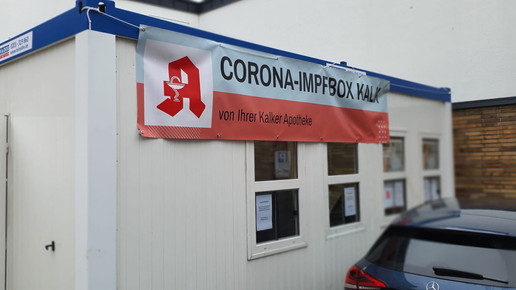 CORONA-IMPFBOX KALK
von Ihrer Kalker Apotheke